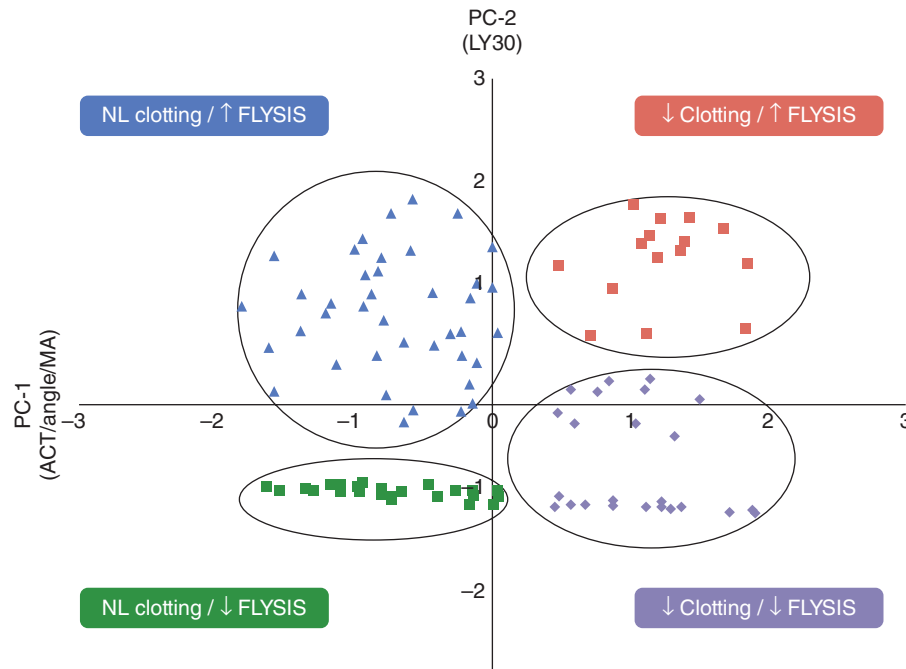 PC-2
(LY30)
3
NL clotting / ↑ FLYSIS
↓ Clotting / ↑ FLYSIS
2
1
PC-1
(ACT/angle/MA)
−3
−2
−1
0
1
2
3
−1
−2
NL clotting / ↓ FLYSIS
↓ Clotting / ↓ FLYSIS